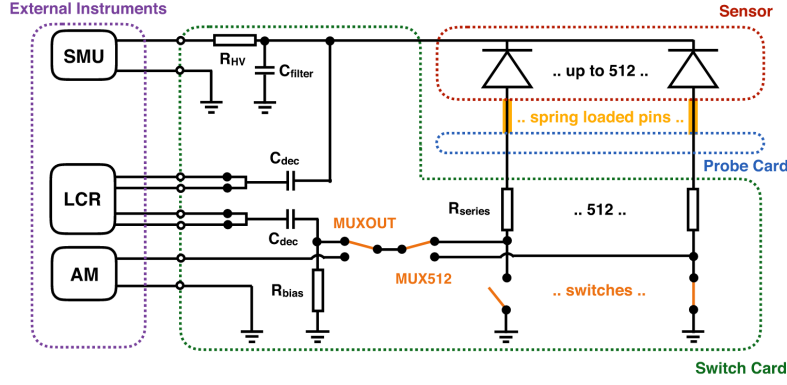 External Instruments
Sensor
SMU
R_HV
C_filter
.. up to 512 ..
.. spring loaded pins ..
Probe Card
C_dec
LCR
R_series
.. 512 ..
MUXOUT
C_dec
AM
MUX512
R_bias
.. switches ..
Switch Card